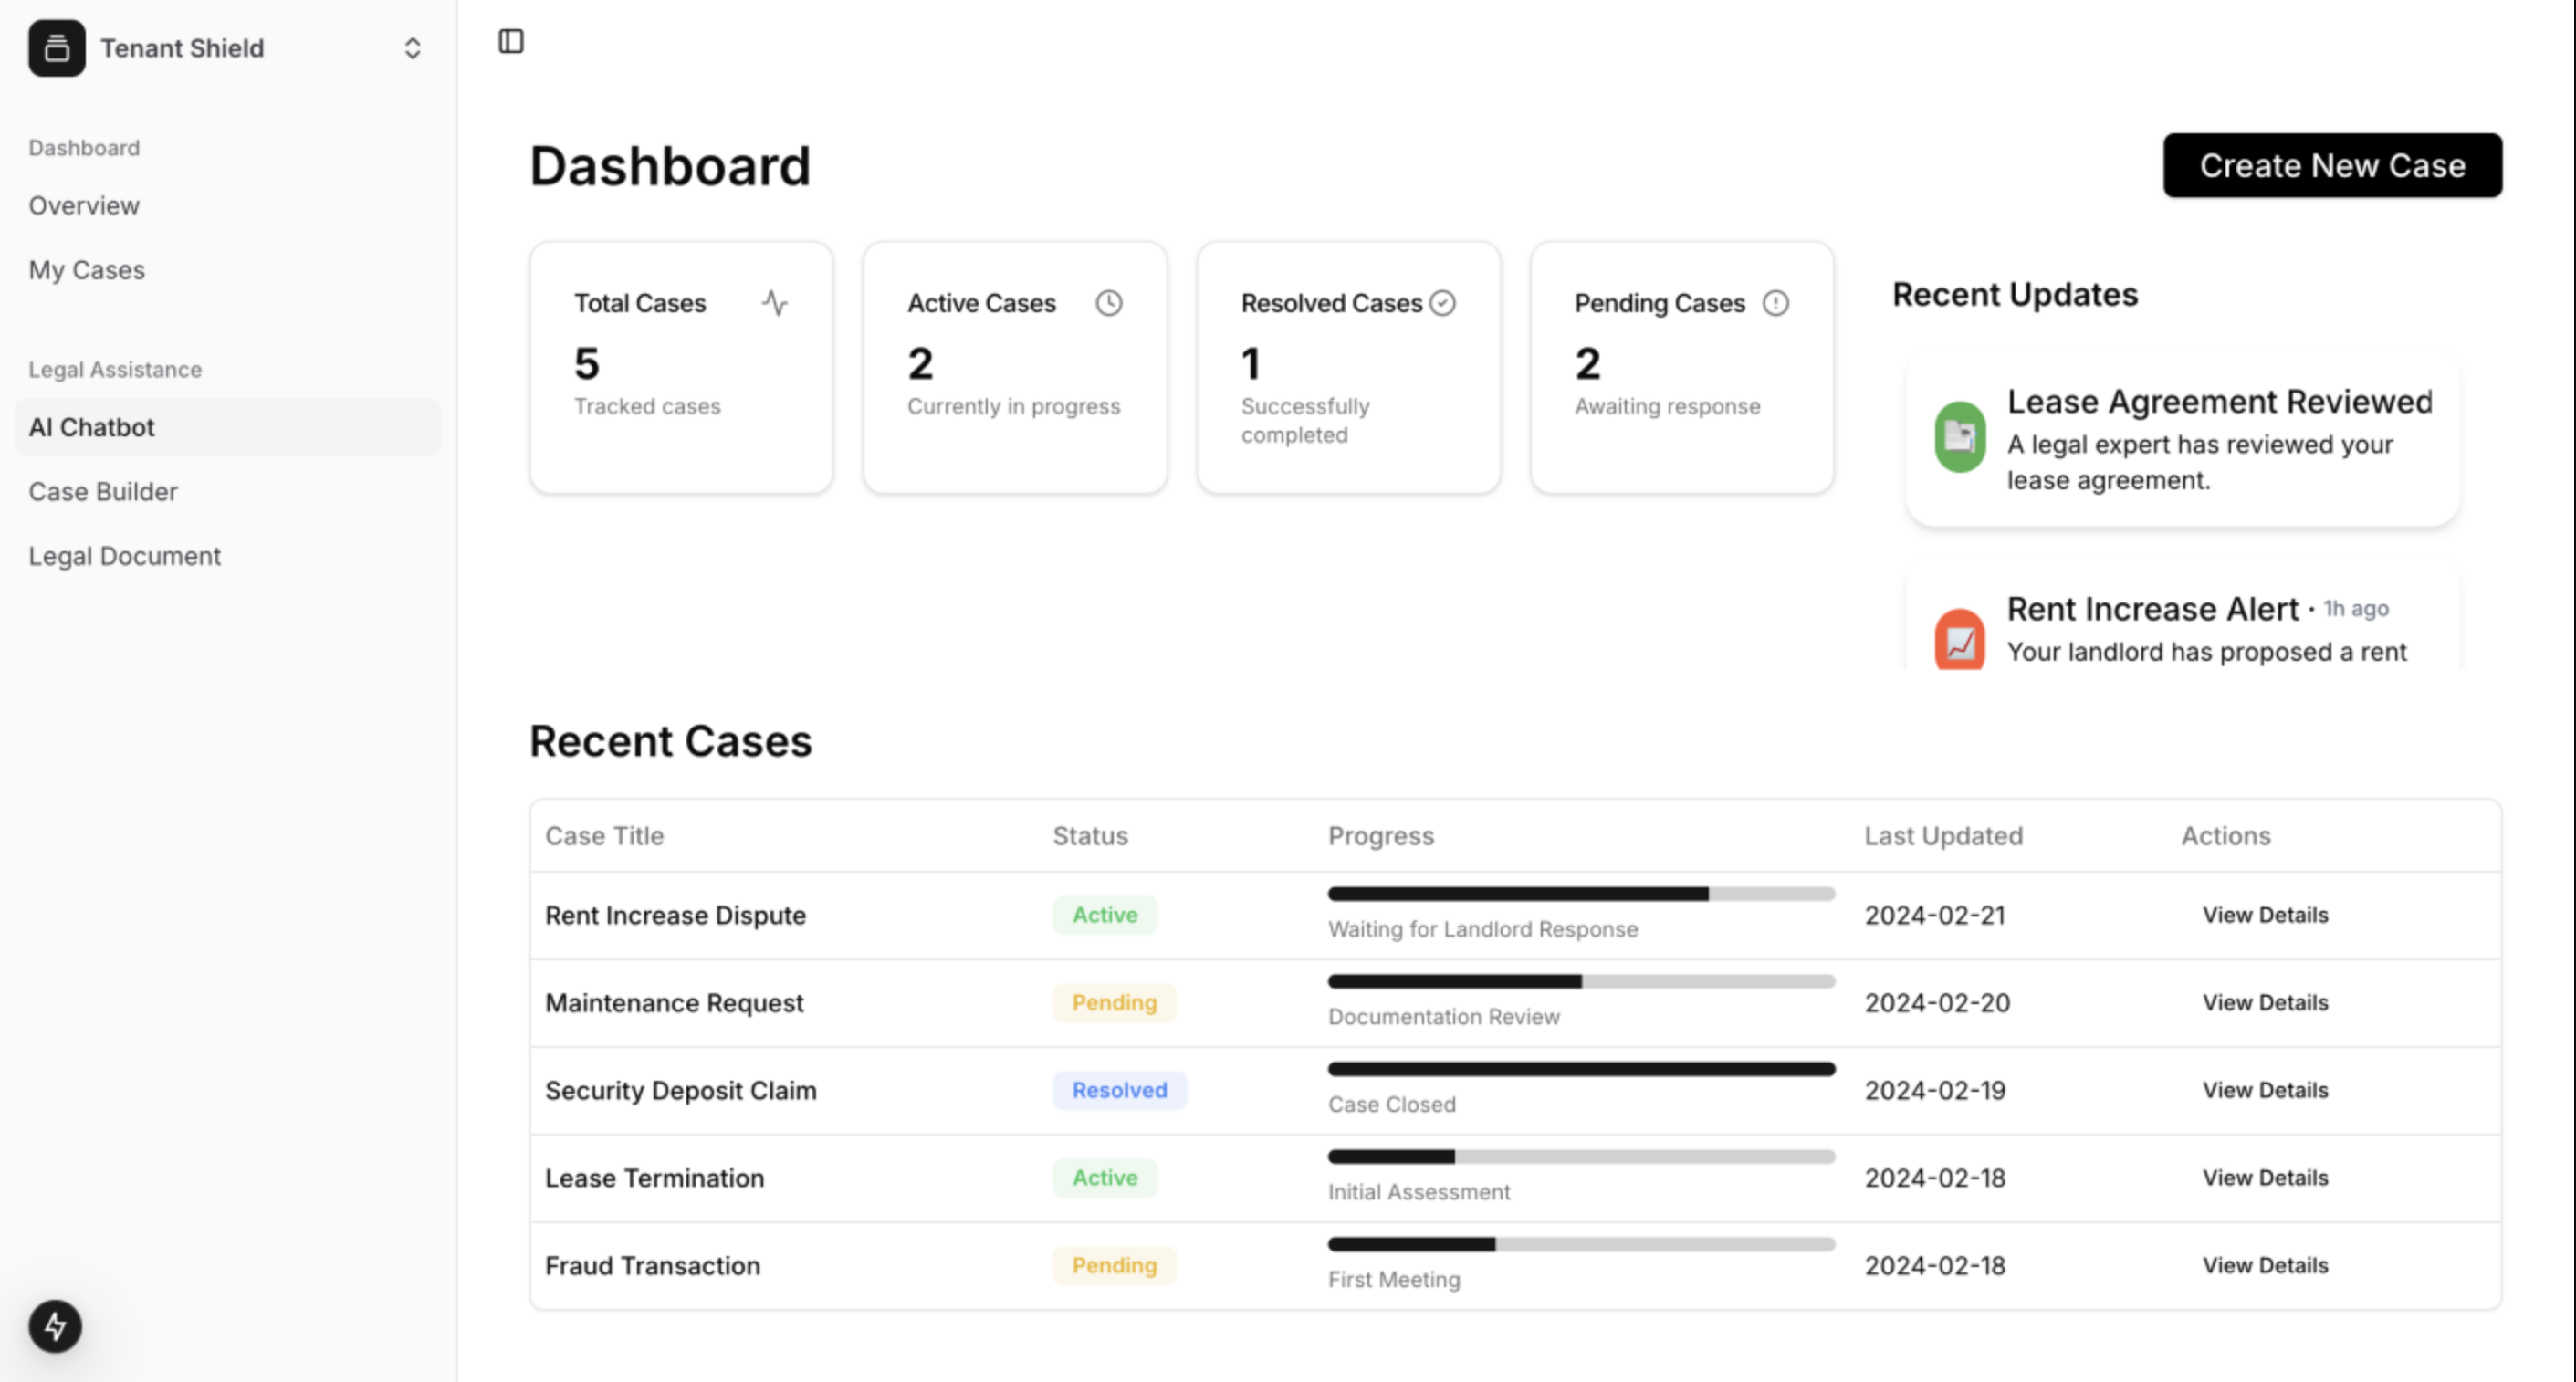 Tenant Shield
Dashboard
Overview
My Cases
Legal Assistance
AI Chatbot
Case Builder
Legal Document
Dashboard
Create New Case
Total Cases
5
Tracked cases
Active Cases
2
Currently in progress
Resolved Cases
1
Successfully
completed
Pending Cases
2
Awaiting response
Recent Updates
Lease Agreement Reviewed
A legal expert has reviewed your
lease agreement.
Rent Increase Alert · 1h ago
Your landlord has proposed a rent
Recent Cases
Case Title Status Progress Last Updated Actions
Rent Increase Dispute Active Waiting for Landlord Response 2024-02-21 View Details
Maintenance Request Pending Documentation Review 2024-02-20 View Details
Security Deposit Claim Resolved Case Closed 2024-02-19 View Details
Lease Termination Active Initial Assessment 2024-02-18 View Details
Fraud Transaction Pending First Meeting 2024-02-18 View Details